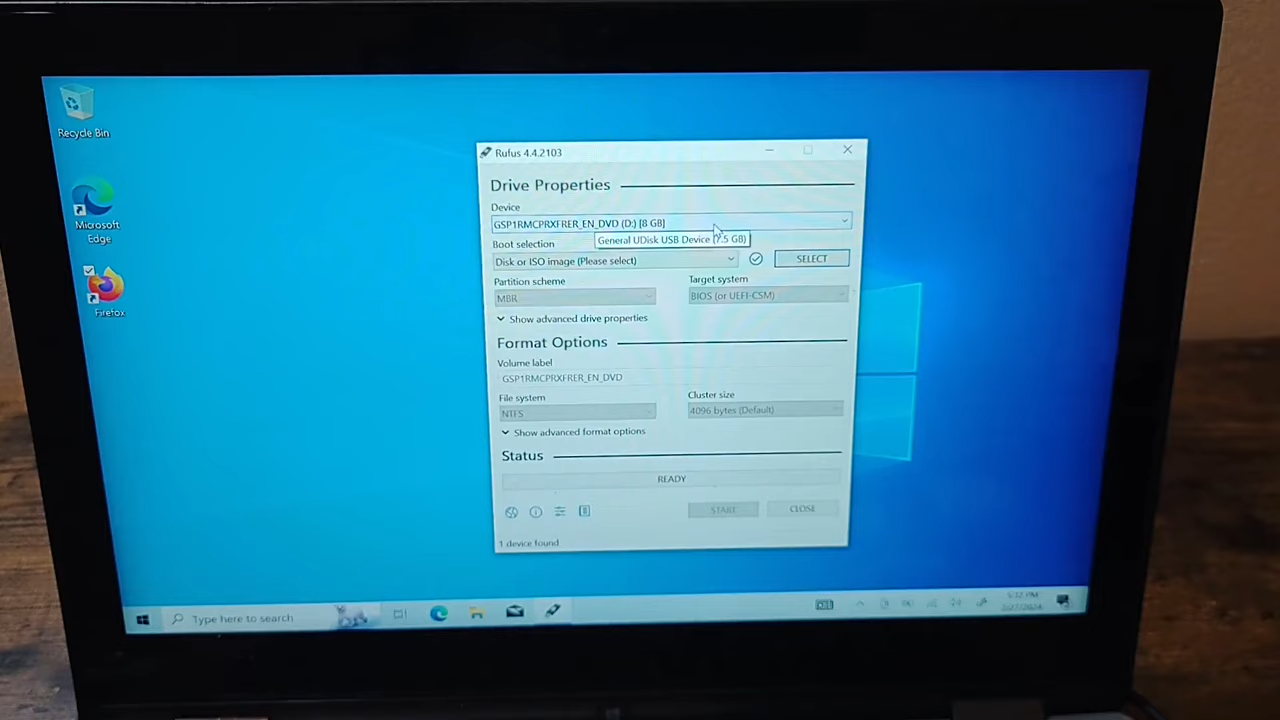 Recycle Bin
Microsoft
Edge
Firefox
Rufus 4.4.2103
Drive Properties
Device
GSP1RMCPRXFRER_EN_DVD (D:) [8 GB]
General UDisk USB Device (7.5 GB)
Boot selection
Disk or ISO image (Please select)
SELECT
Partition scheme
Target system
MBR
BIOS (or UEFI-CSM)
Show advanced drive properties
Format Options
Volume label
GSP1RMCPRXFRER_EN_DVD
File system
Cluster size
NTFS
4096 bytes (Default)
Show advanced format options
Status
READY
START
CLOSE
1 device found
Type here to search